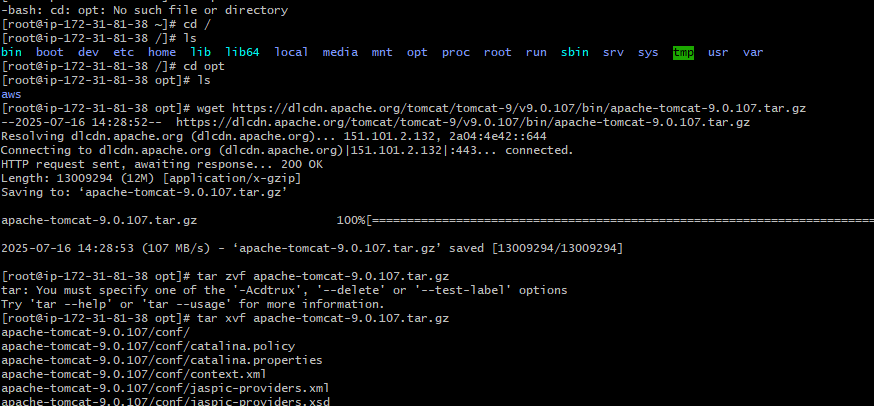 -bash: cd: opt: No such file or directory
[root@ip-172-31-81-38 ~]# cd /
[root@ip-172-31-81-38 /]# ls
bin boot dev etc home lib lib64 local media mnt opt proc root run sbin srv sys tmp usr var
[root@ip-172-31-81-38 /]# cd opt
[root@ip-172-31-81-38 opt]# ls
aws
[root@ip-172-31-81-38 opt]# wget https://dlcdn.apache.org/tomcat/tomcat-9/v9.0.107/bin/apache-tomcat-9.0.107.tar.gz
--2025-07-16 14:28:52-- https://dlcdn.apache.org/tomcat/tomcat-9/v9.0.107/bin/apache-tomcat-9.0.107.tar.gz
Resolving dlcdn.apache.org (dlcdn.apache.org)... 151.101.2.132, 2a04:4e42::644
Connecting to dlcdn.apache.org (dlcdn.apache.org)|151.101.2.132|:443... connected.
HTTP request sent, awaiting response... 200 OK
Length: 13009294 (12M) [application/x-gzip]
Saving to: ‘apache-tomcat-9.0.107.tar.gz’
apache-tomcat-9.0.107.tar.gz 100%[=========================================================================
2025-07-16 14:28:53 (107 MB/s) - ‘apache-tomcat-9.0.107.tar.gz’ saved [13009294/13009294]
[root@ip-172-31-81-38 opt]# tar zvf apache-tomcat-9.0.107.tar.gz
tar: You must specify one of the '-Acdtrux', '--delete' or '--test-label' options
Try 'tar --help' or 'tar --usage' for more information.
[root@ip-172-31-81-38 opt]# tar xvf apache-tomcat-9.0.107.tar.gz
apache-tomcat-9.0.107/conf/
apache-tomcat-9.0.107/conf/catalina.policy
apache-tomcat-9.0.107/conf/catalina.properties
apache-tomcat-9.0.107/conf/context.xml
apache-tomcat-9.0.107/conf/jaspic-providers.xml
apache-tomcat-9.0.107/conf/jaspic-providers.xsd